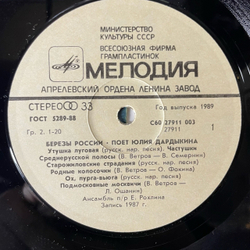 МИНИСТЕРСТВО
КУЛЬТУРЫ СССР
ВСЕСОЮЗНАЯ ФИРМА
ГРАМПЛАСТИНОК
МЕЛОДИЯ
АПРЕЛЕВСКИЙ ОРДЕНА ЛЕНИНА ЗАВОД
СТЕРЕО 33 Год выпуска 1989
ГОСТ 5289-88 С60 27911 003
Гр. 2. 1-20 27911 1
БЕРЕЗЫ РОССИИ - ПОЕТ ЮЛИЯ ДАРДЫКИНА
Утушка луговая (русск. нар. песня). Частушки
Среднерусской полосы (В. Ветров — В. Семернин)
Старожиловские страдания (русск. нар. песня)
Родные колосочки (В. Ветров — О. Фокина)
Ох, пурга-вьюга (русск. нар. песня)
Подмосковные москвичи (В. Ветров —
Л. Ошанин)
Ансамбль п/у Е. Рохлина
Запись 1987 г.